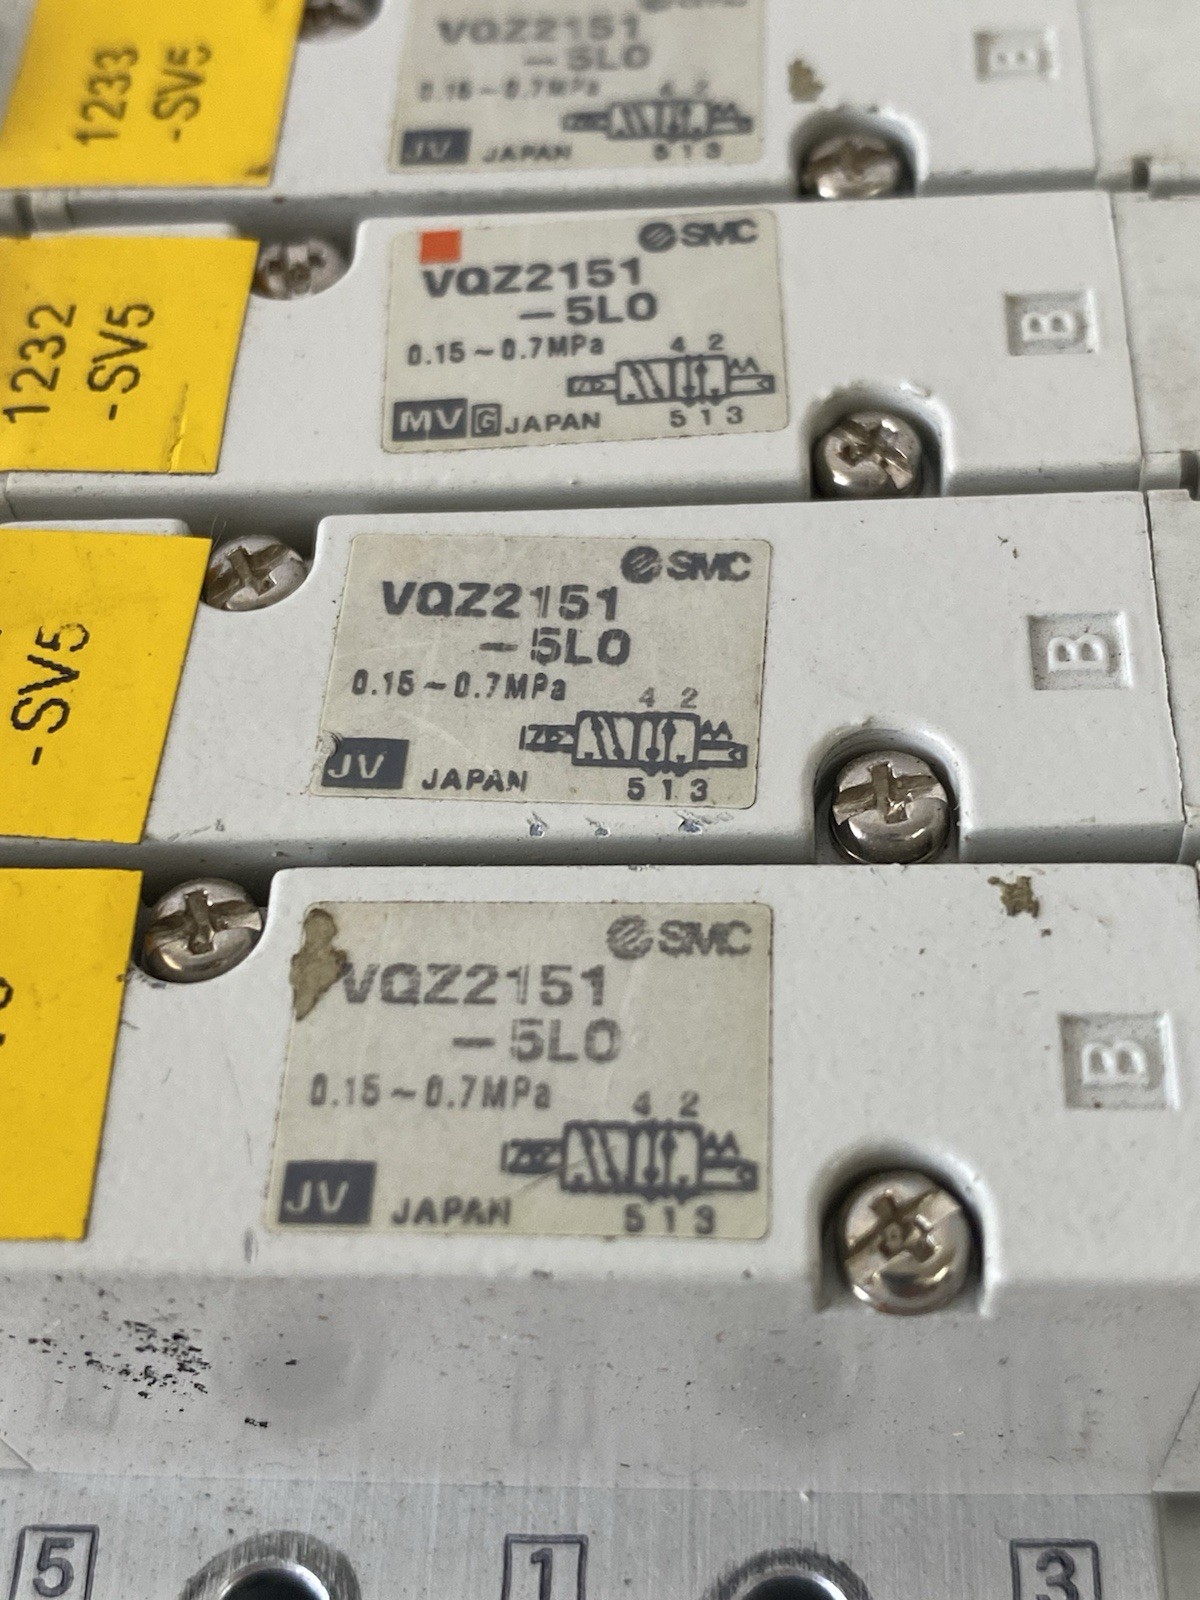 1233
-SV5
VQZ2151
-5LO
0.15~0.7MPa
4 2
JV JAPAN
5 1 3
1232
-SV5
SMC
VQZ2151
-5LO
0.15~0.7MPa
4 2
MV G JAPAN
5 1 3
B
-SV5
SMC
VQZ2151
-5LO
0.15~0.7MPa
4 2
JV JAPAN
5 1 3
B
SMC
VQZ2151
-5LO
0.15~0.7MPa
4 2
JV JAPAN
5 1 3
B
5 1 3